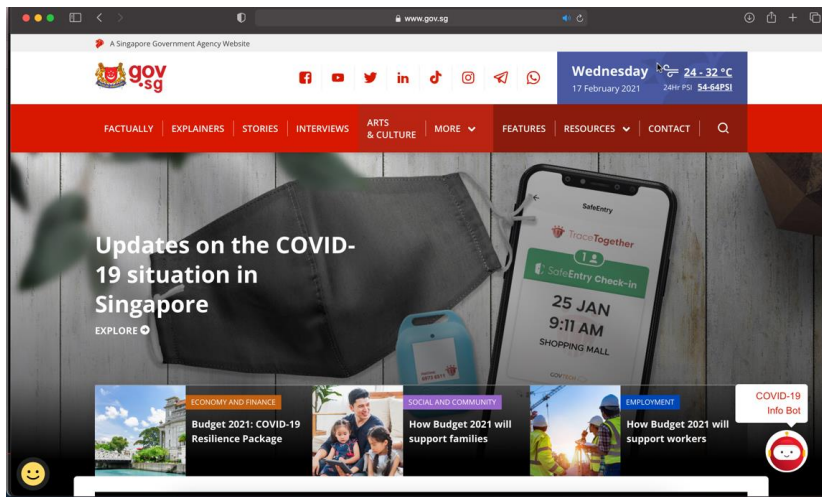 www.gov.sg
A Singapore Government Agency Website
gov
.sg
Wednesday
17 February 2021
24 - 32 °C
24Hr PSI 54-64PSI
FACTUALLY
EXPLAINERS
STORIES
INTERVIEWS
ARTS
& CULTURE
MORE
FEATURES
RESOURCES
CONTACT
Updates on the COVID-
19 situation in
Singapore
EXPLORE
SafeEntry
TraceTogether
1
SafeEntry Check-in
25 JAN
9:11 AM
SHOPPING MALL
ECONOMY AND FINANCE
Budget 2021: COVID-19
Resilience Package
SOCIAL AND COMMUNITY
How Budget 2021 will
support families
EMPLOYMENT
How Budget 2021 will
support workers
COVID-19
Info Bot